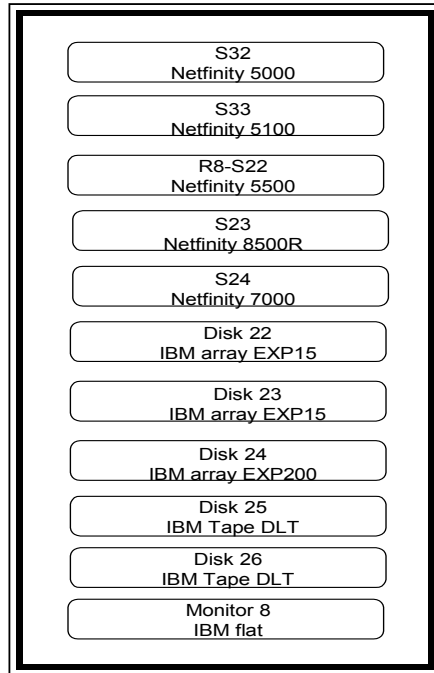 S32
Netfinity 5000
S33
Netfinity 5100
R8-S22
Netfinity 5500
S23
Netfinity 8500R
S24
Netfinity 7000
Disk 22
IBM array EXP15
Disk 23
IBM array EXP15
Disk 24
IBM array EXP200
Disk 25
IBM Tape DLT
Disk 26
IBM Tape DLT
Monitor 8
IBM flat